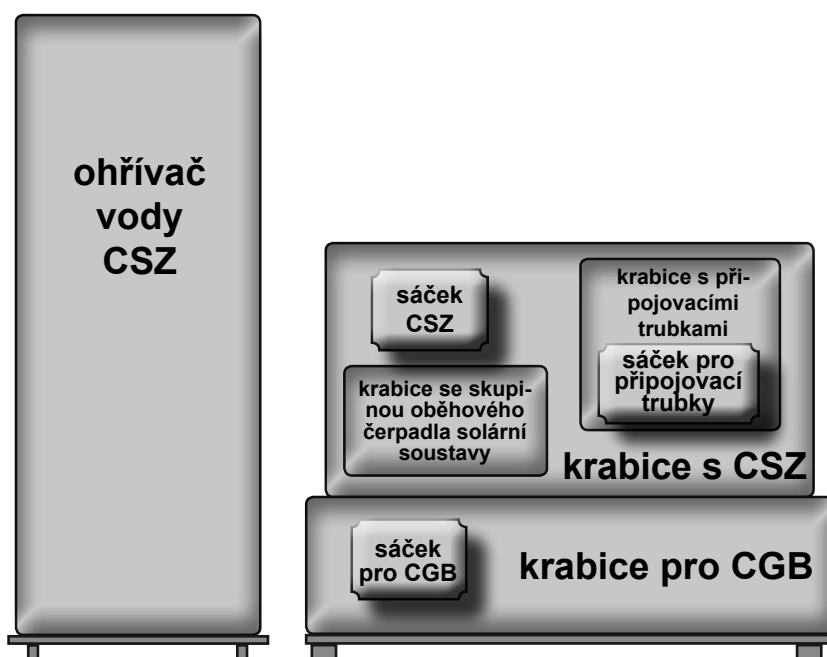 ohřívač
vody
CSZ
sáček
CSZ
krabice s při-
pojovacími
trubkami
sáček pro
připojovací
trubky
krabice se skupi-
nou oběhového
čerpadla solární
soustavy
krabice s CSZ
sáček
pro CGB
krabice pro CGB